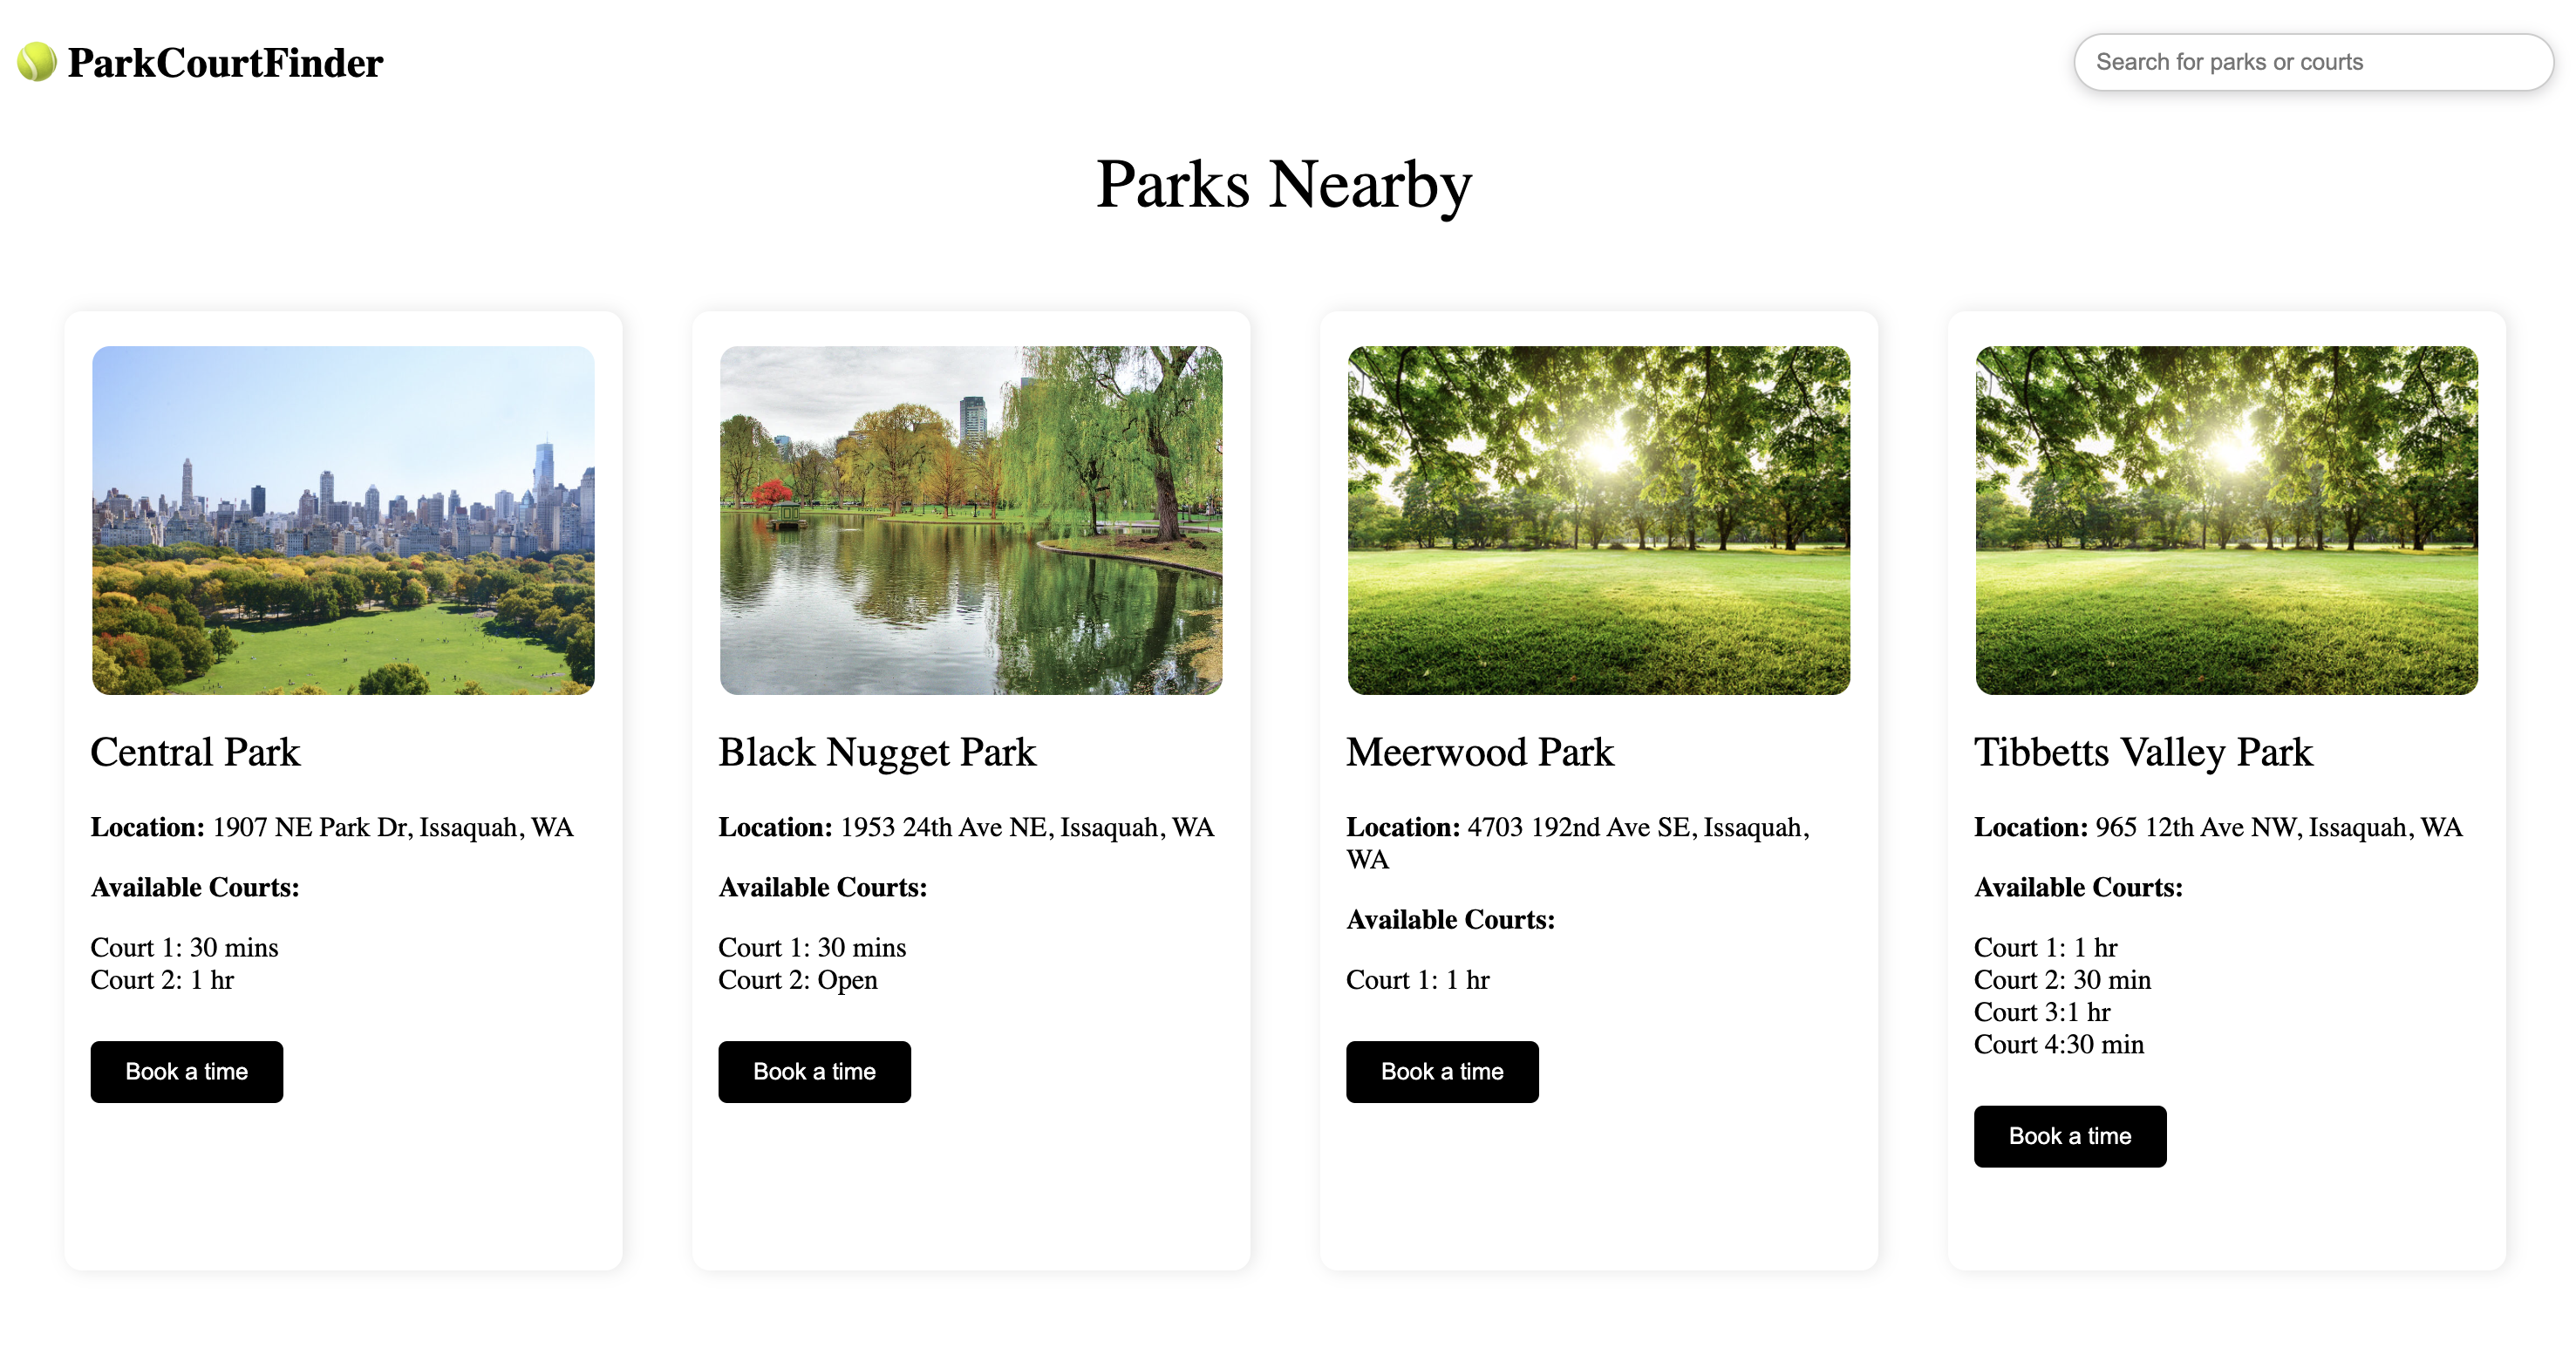 ParkCourtFinder
Search for parks or courts
Parks Nearby
Central Park
Location: 1907 NE Park Dr, Issaquah, WA
Available Courts:
Court 1: 30 mins
Court 2: 1 hr
Book a time
Black Nugget Park
Location: 1953 24th Ave NE, Issaquah, WA
Available Courts:
Court 1: 30 mins
Court 2: Open
Book a time
Meerwood Park
Location: 4703 192nd Ave SE, Issaquah,
WA
Available Courts:
Court 1: 1 hr
Book a time
Tibbetts Valley Park
Location: 965 12th Ave NW, Issaquah, WA
Available Courts:
Court 1: 1 hr
Court 2: 30 min
Court 3:1 hr
Court 4:30 min
Book a time